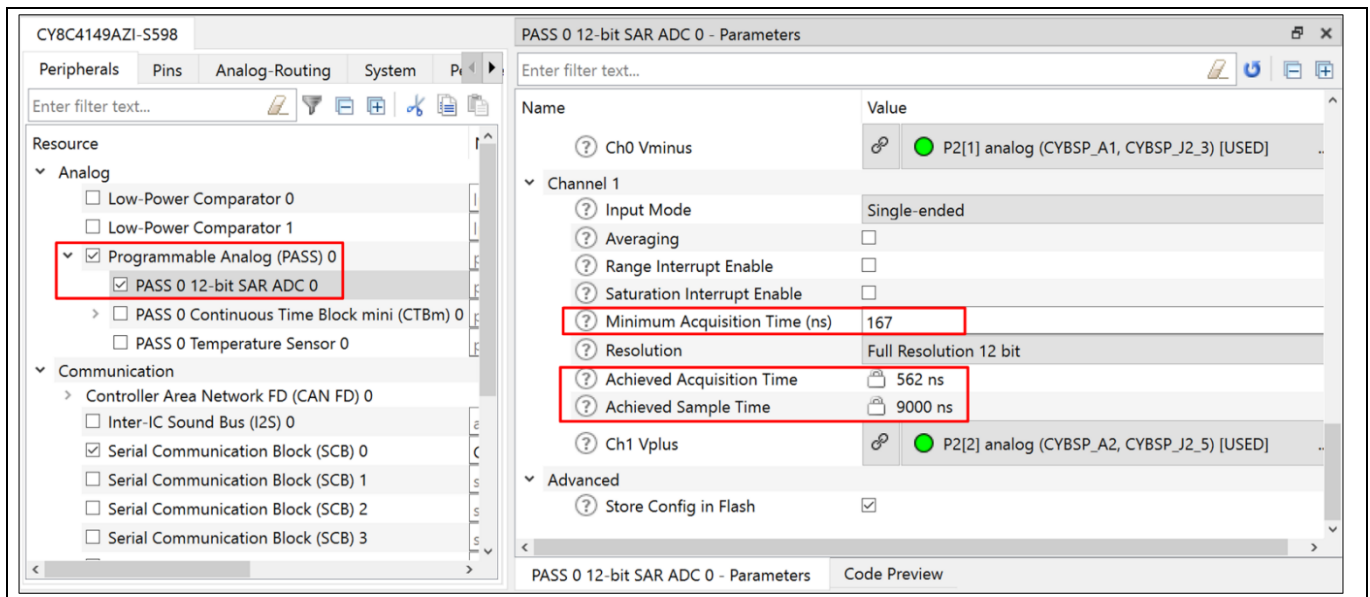 CY8C4149AZI-S598
Peripherals Pins Analog-Routing System
Enter filter text...
Resource
Analog
Low-Power Comparator 0
Low-Power Comparator 1
Programmable Analog (PASS) 0
PASS 0 12-bit SAR ADC 0
PASS 0 Continuous Time Block mini (CTBm) 0
PASS 0 Temperature Sensor 0
Communication
Controller Area Network FD (CAN FD) 0
Inter-IC Sound Bus (I2S) 0
Serial Communication Block (SCB) 0
Serial Communication Block (SCB) 1
Serial Communication Block (SCB) 2
Serial Communication Block (SCB) 3
PASS 0 12-bit SAR ADC 0 - Parameters
Enter filter text...
Name Value
Ch0 Vminus P2[1] analog (CYBSP_A1, CYBSP_J2_3) [USED]
Channel 1
Input Mode Single-ended
Averaging
Range Interrupt Enable
Saturation Interrupt Enable
Minimum Acquisition Time (ns) 167
Resolution Full Resolution 12 bit
Achieved Acquisition Time 562 ns
Achieved Sample Time 9000 ns
Ch1 Vplus P2[2] analog (CYBSP_A2, CYBSP_J2_5) [USED]
Advanced
Store Config in Flash
PASS 0 12-bit SAR ADC 0 - Parameters Code Preview